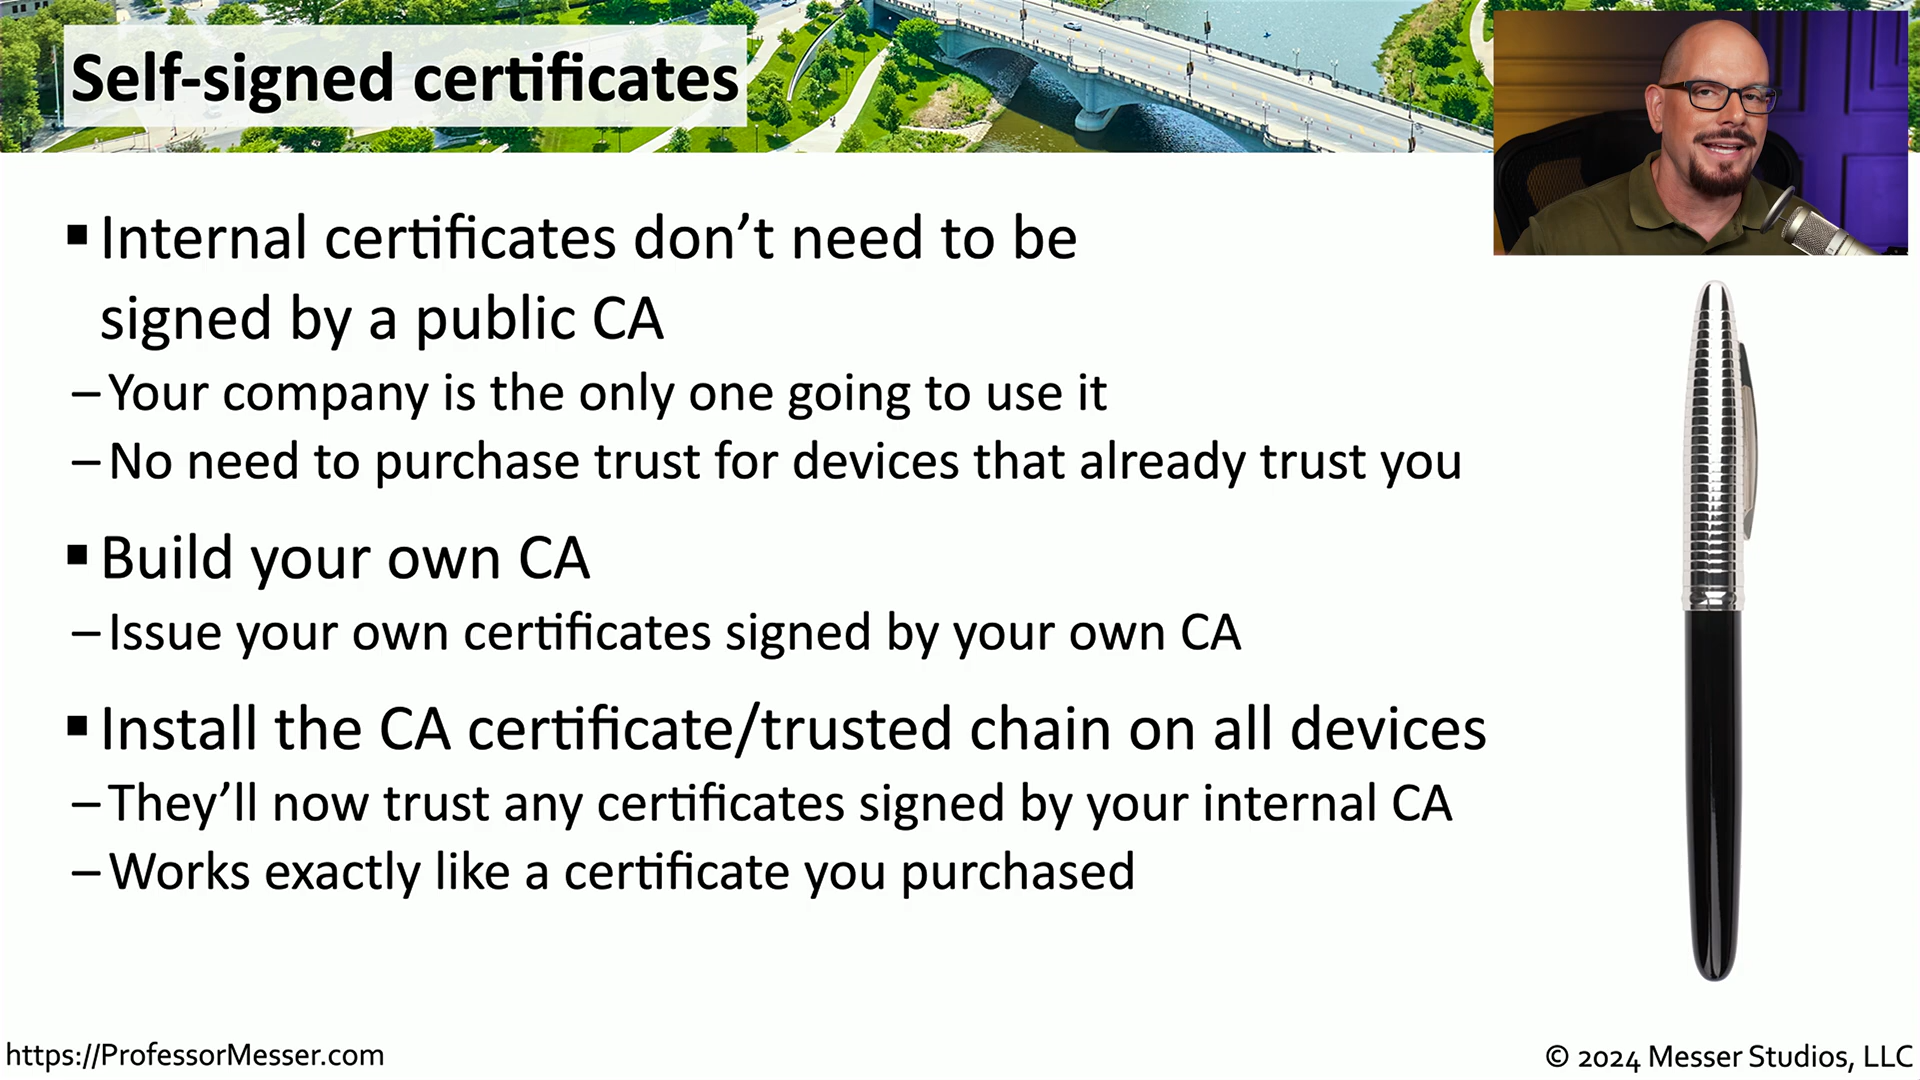 Self-signed certificates
▪ Internal certificates don’t need to be
signed by a public CA
– Your company is the only one going to use it
– No need to purchase trust for devices that already trust you
▪ Build your own CA
– Issue your own certificates signed by your own CA
▪ Install the CA certificate/trusted chain on all devices
– They’ll now trust any certificates signed by your internal CA
– Works exactly like a certificate you purchased
https://ProfessorMesser.com
© 2024 Messer Studios, LLC